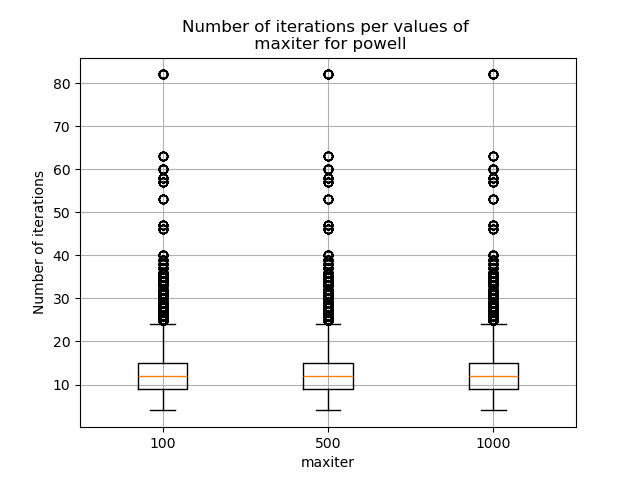 Number of iterations per values of
maxiter for powell
80
70
60
50
40
30
20
10
Number of iterations
100 500 1000
maxiter